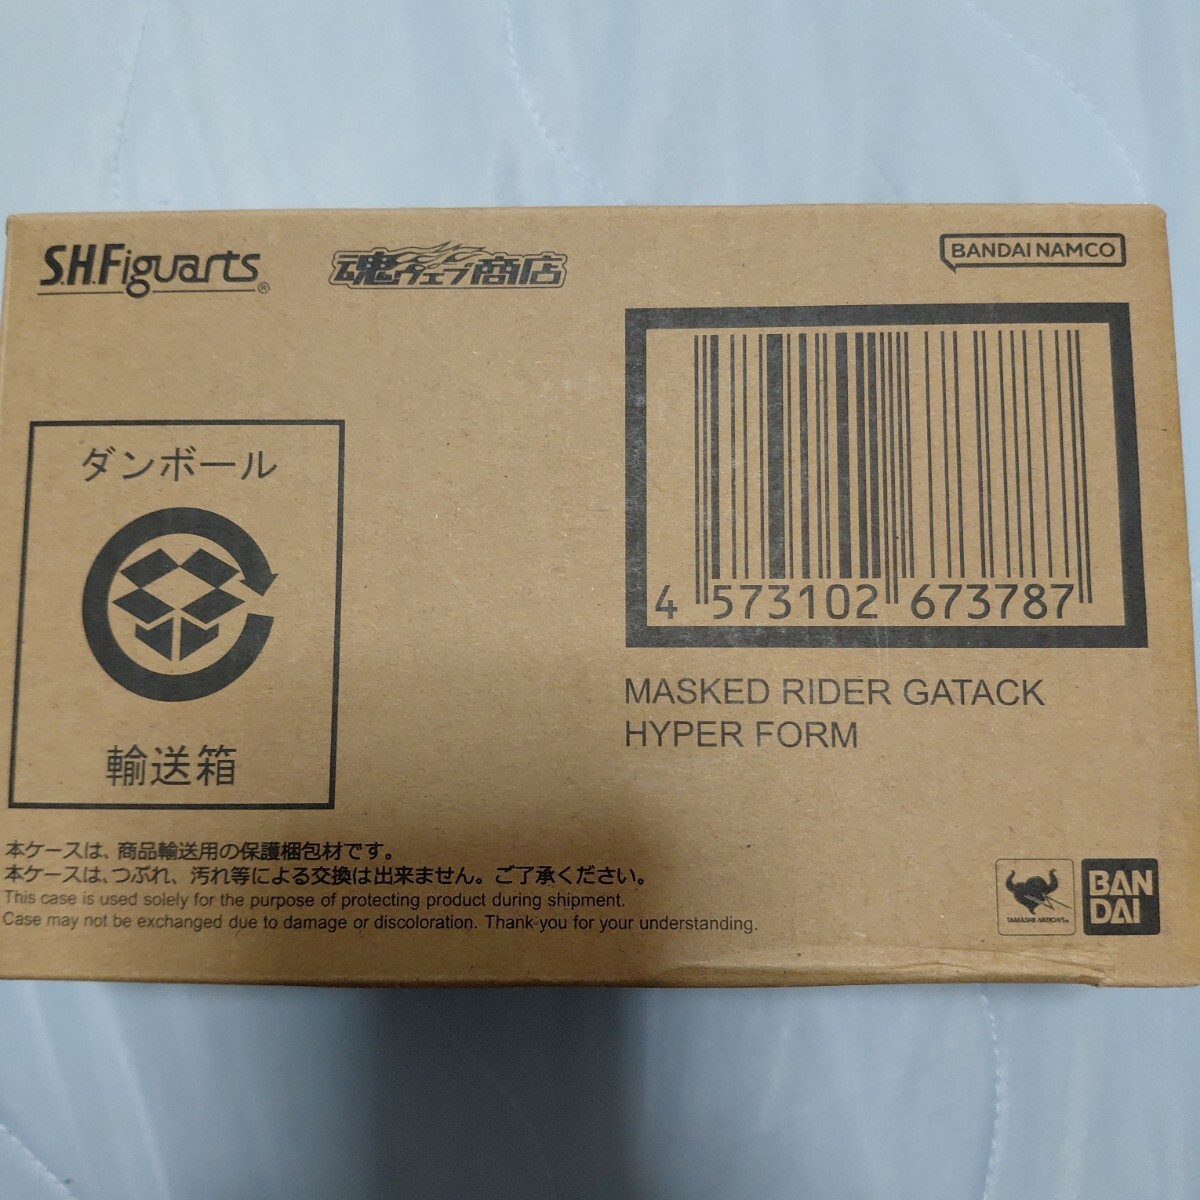 S.H.Figuarts®
魂ウェブ商店
BANDAI NAMCO
ダンボール
輸送箱
4 573102 673787
MASKED RIDER GATACK
HYPER FORM
本ケースは、商品輸送用の保護梱包材です。
本ケースは、つぶれ、汚れ等による交換は出来ません。ご了承ください。
This case is used solely for the purpose of protecting product during shipment.
Case may not be exchanged due to damage or discoloration. Thank you for your understanding.
TAMASHII NATIONS
BAN
DAI